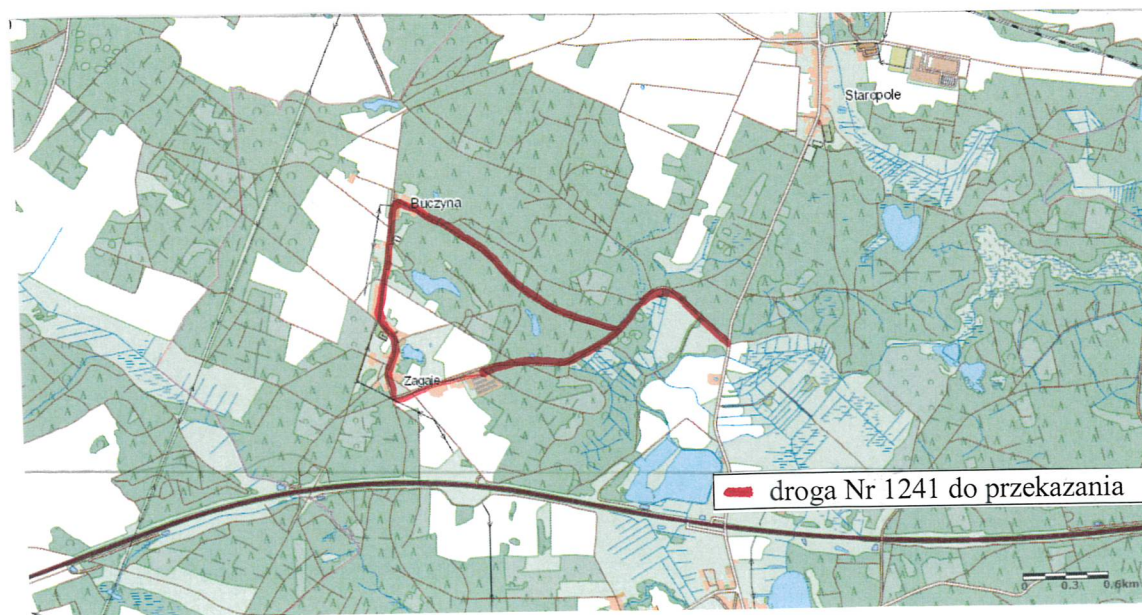 Staropole
Buczyna
Zagaje
droga Nr 1241 do przekazania
0 0.3 0.6km